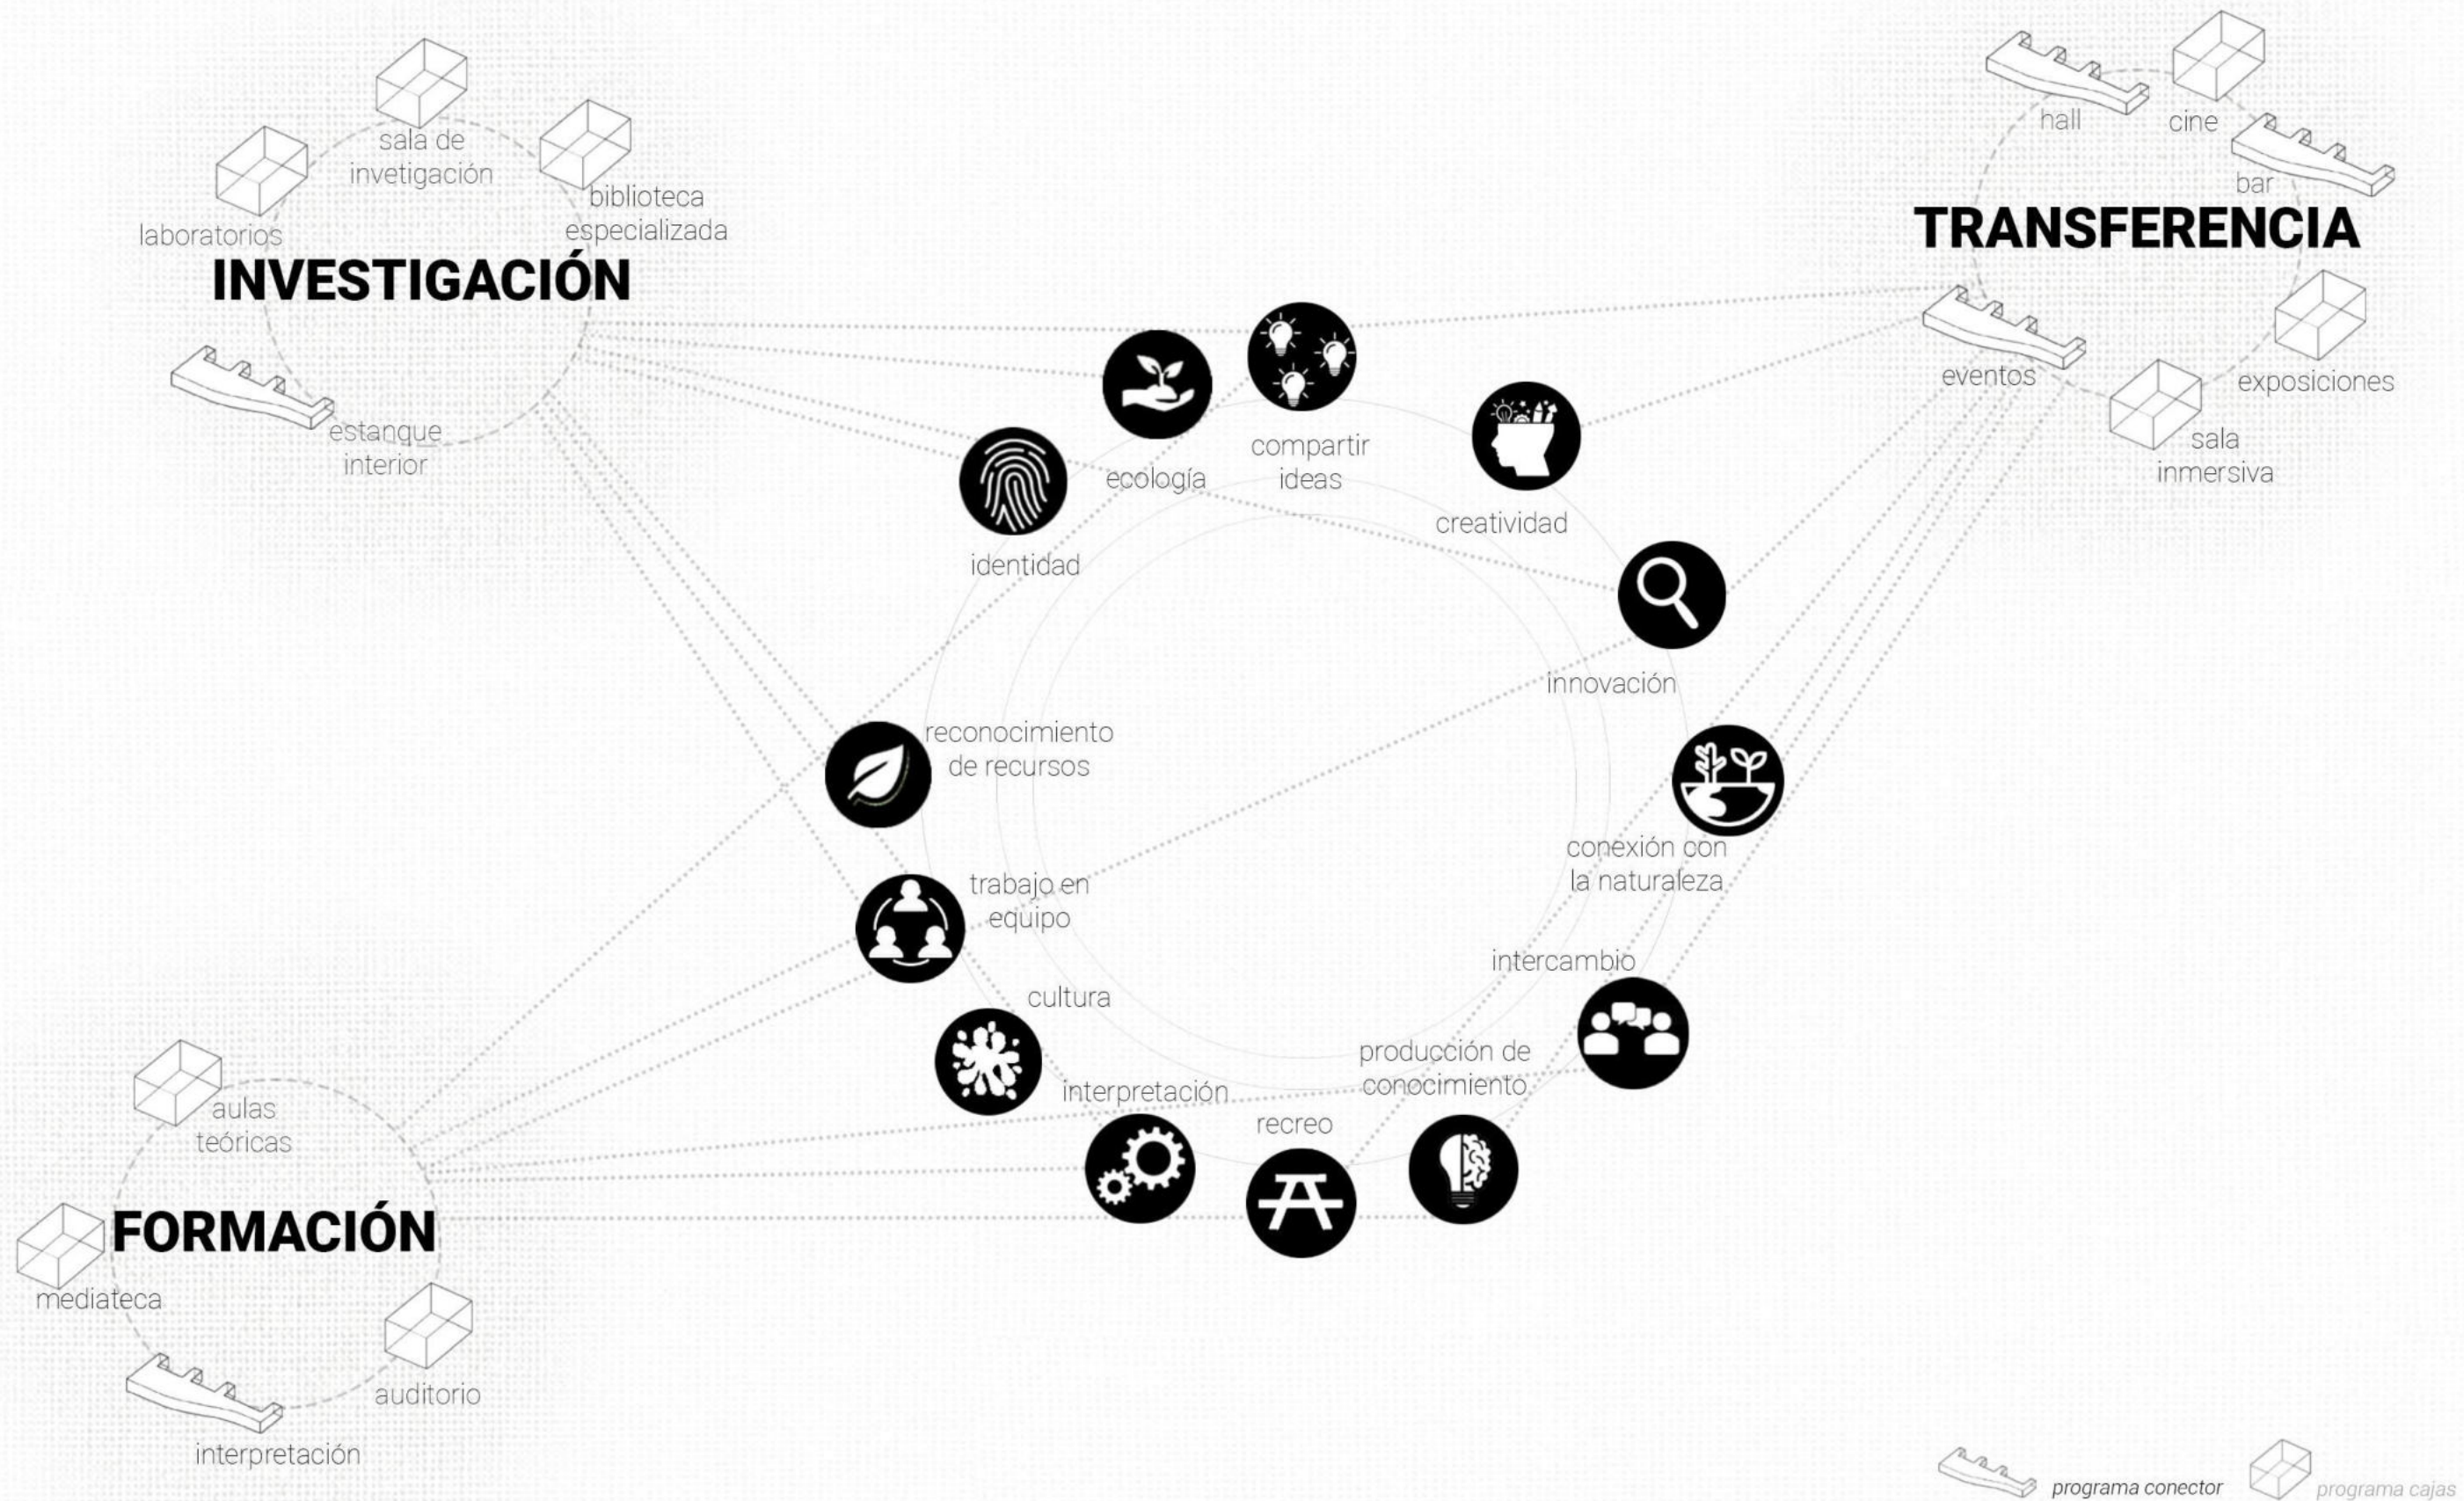 sala de
invetigación
biblioteca
especializada
laboratorios
INVESTIGACIÓN
estanque
interior
hall
cine
bar
TRANSFERENCIA
eventos
exposiciones
sala
inmersiva
compartir
ideas
ecología
creatividad
identidad
innovación
reconocimiento
de recursos
conexión con
la naturaleza
trabajo en
equipo
intercambio
cultura
producción de
conocimiento
interpretación
recreo
aulas
teóricas
FORMACIÓN
mediateca
auditorio
interpretación
programa conector
programa cajas